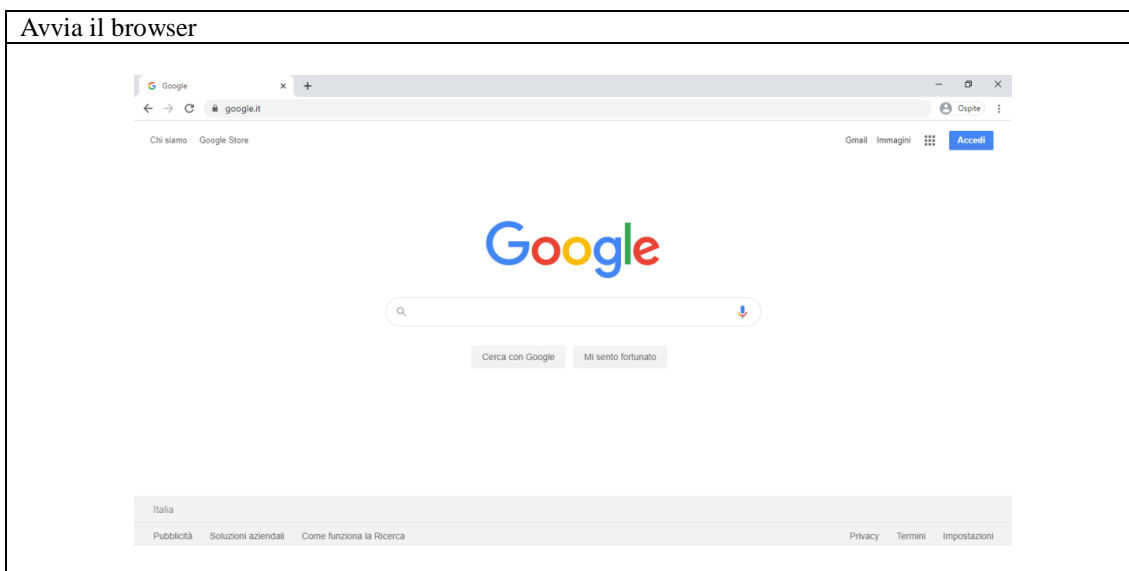 Avvia il browser
Google
google.it
Ospite
Chi siamo Google Store Gmail Immagini Accedi
Google
Cerca con Google Mi sento fortunato
Italia
Pubblicità Soluzioni aziendali Come funziona la Ricerca Privacy Termini Impostazioni